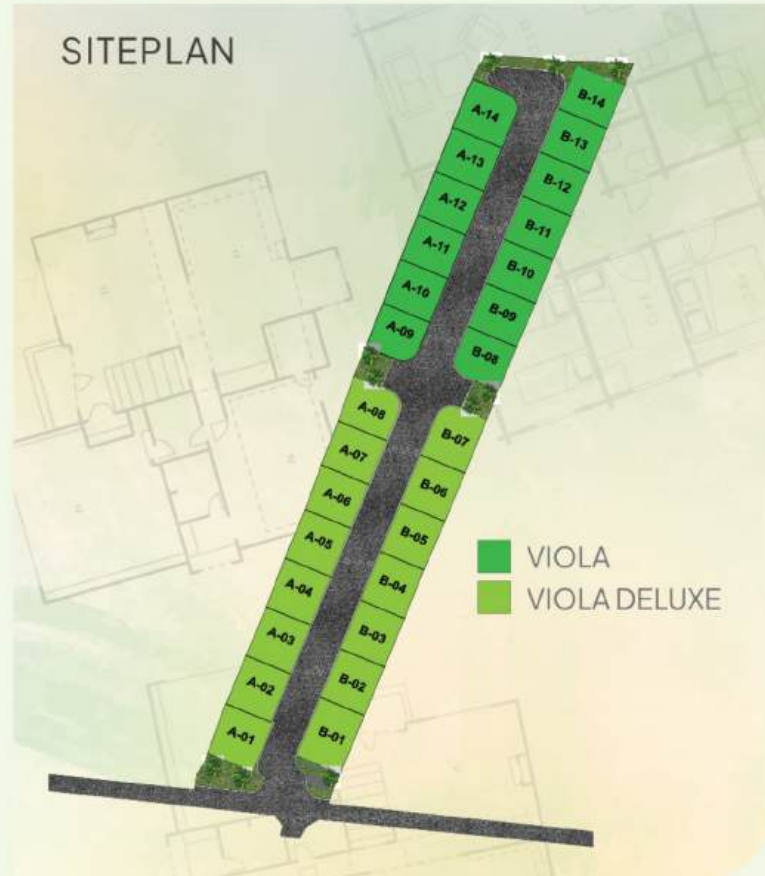 SITEPLAN
A-14
A-13
A-12
A-11
A-10
A-09
B-14
B-13
B-12
B-11
B-10
B-09
B-08
A-08
A-07
A-06
A-05
A-04
A-03
A-02
A-01
B-07
B-06
B-05
B-04
B-03
B-02
B-01
VIOLA
VIOLA DELUXE